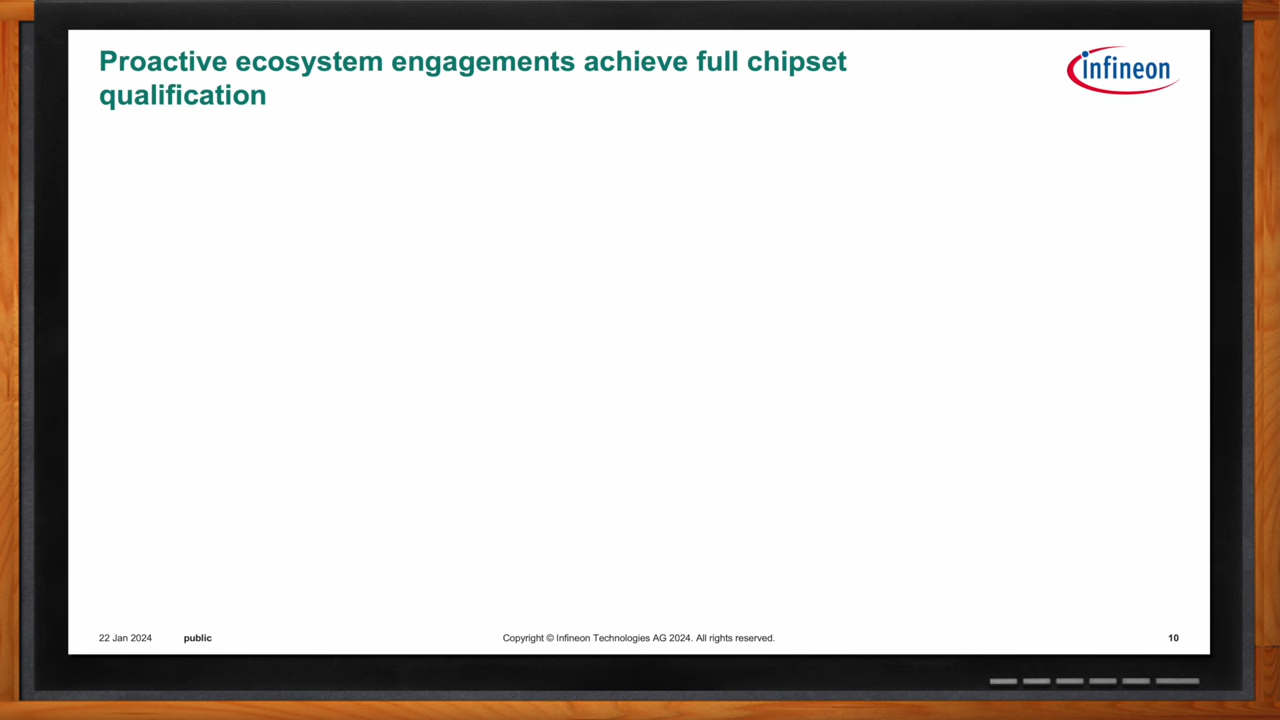 Proactive ecosystem engagements achieve full chipset
qualification
infineon
22 Jan 2024 public Copyright © Infineon Technologies AG 2024. All rights reserved. 10